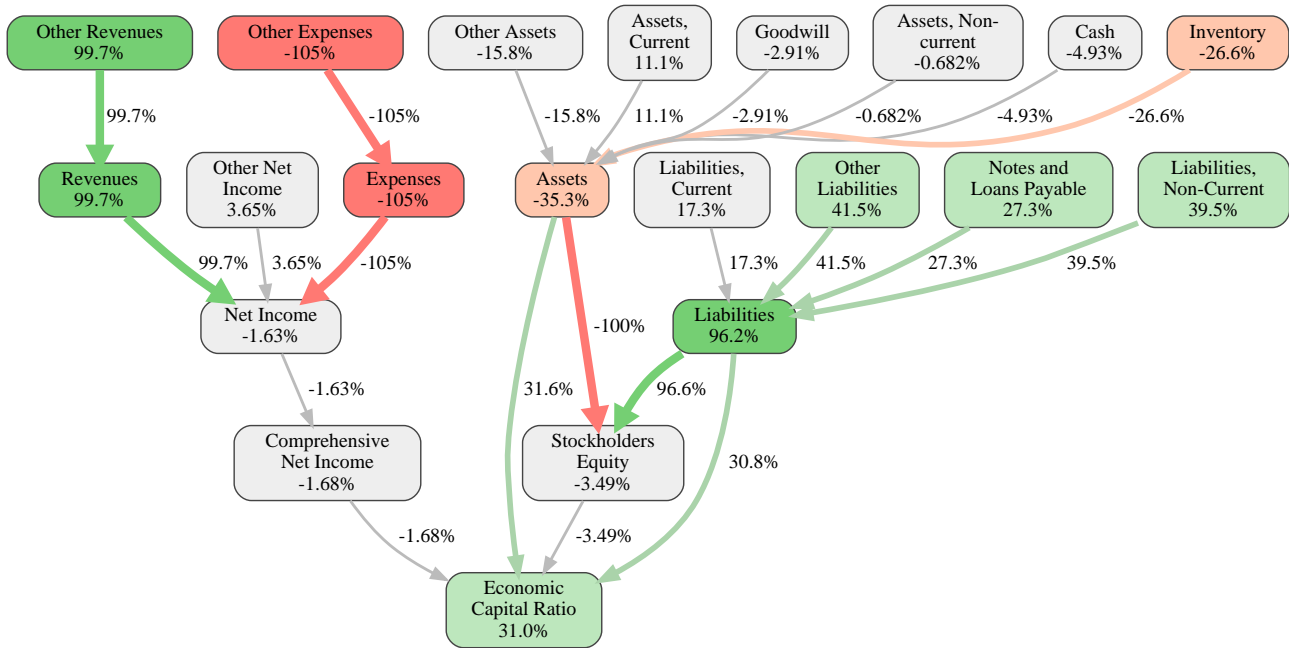 Other Revenues
99.7%
Other Expenses
-105%
Other Assets
-15.8%
Assets,
Current
11.1%
Goodwill
-2.91%
Assets, Non-
current
-0.682%
Cash
-4.93%
Inventory
-26.6%
99.7%
-105%
-15.8%
11.1%
-2.91%
-0.682%
-4.93%
-26.6%
Revenues
99.7%
Other Net
Income
3.65%
Expenses
-105%
Assets
-35.3%
Liabilities,
Current
17.3%
Other
Liabilities
41.5%
Notes and
Loans Payable
27.3%
Liabilities,
Non-Current
39.5%
99.7%
3.65%
-105%
17.3%
41.5%
27.3%
39.5%
Net Income
-1.63%
-100%
Liabilities
96.2%
-1.63%
31.6%
96.6%
Comprehensive
Net Income
-1.68%
Stockholders
Equity
-3.49%
30.8%
-1.68%
-3.49%
Economic
Capital Ratio
31.0%